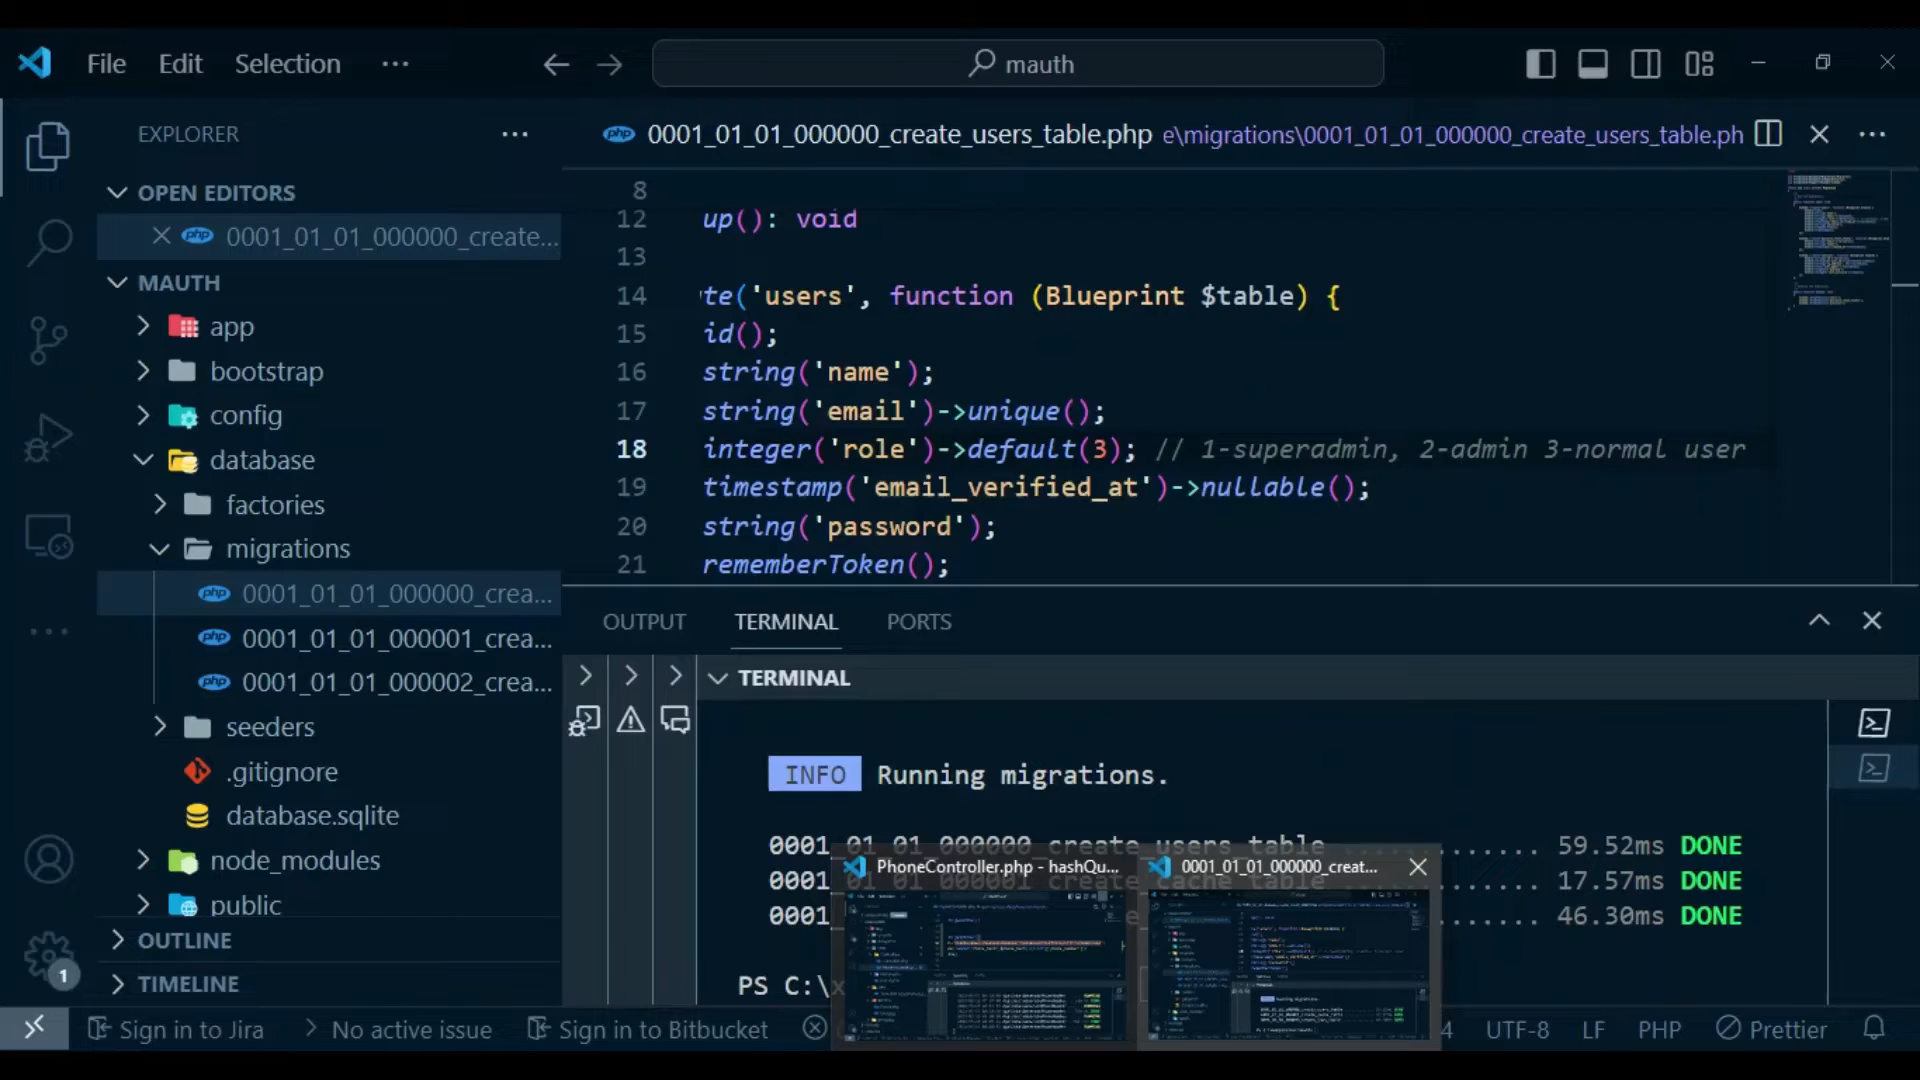 File Edit Selection ···
mauth
EXPLORER
OPEN EDITORS
0001_01_01_000000_create...
MAUTH
app
bootstrap
config
database
factories
migrations
0001_01_01_000000_crea...
0001_01_01_000001_crea...
0001_01_01_000002_crea...
seeders
.gitignore
database.sqlite
node_modules
public
OUTLINE
TIMELINE
1
php 0001_01_01_000000_create_users_table.php e\migrations\0001_01_01_000000_create_users_table.ph
8
12 up(): void
13
14 te('users', function (Blueprint $table) {
15 id();
16 string('name');
17 string('email')->unique();
18 integer('role')->default(3); // 1-superadmin, 2-admin 3-normal user
19 timestamp('email_verified_at')->nullable();
20 string('password');
21 rememberToken();
OUTPUT TERMINAL PORTS
TERMINAL
INFO Running migrations.
0001_01_01_000000_create_users_table ............ 59.52ms DONE
0001_01_01_000001_create_cache_table ............ 17.57ms DONE
0001 ....... 46.30ms DONE
PS C:\x
PhoneController.php - hashQu...
0001_01_01_000000_creat...
Sign in to Jira No active issue Sign in to Bitbucket
4 UTF-8 LF PHP Prettier